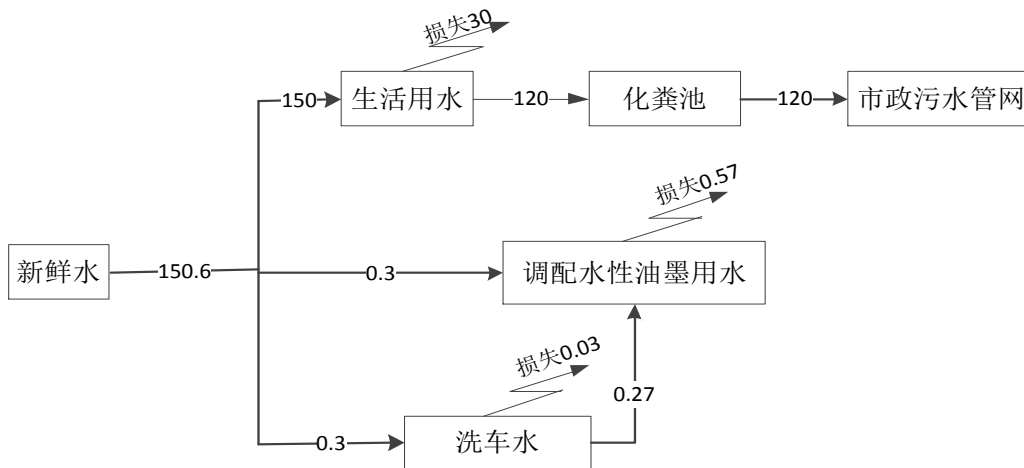 损失30
150
生活用水
120
化粪池
120
市政污水管网
损失0.57
新鲜水
150.6
0.3
调配水性油墨用水
损失0.03
0.27
0.3
洗车水